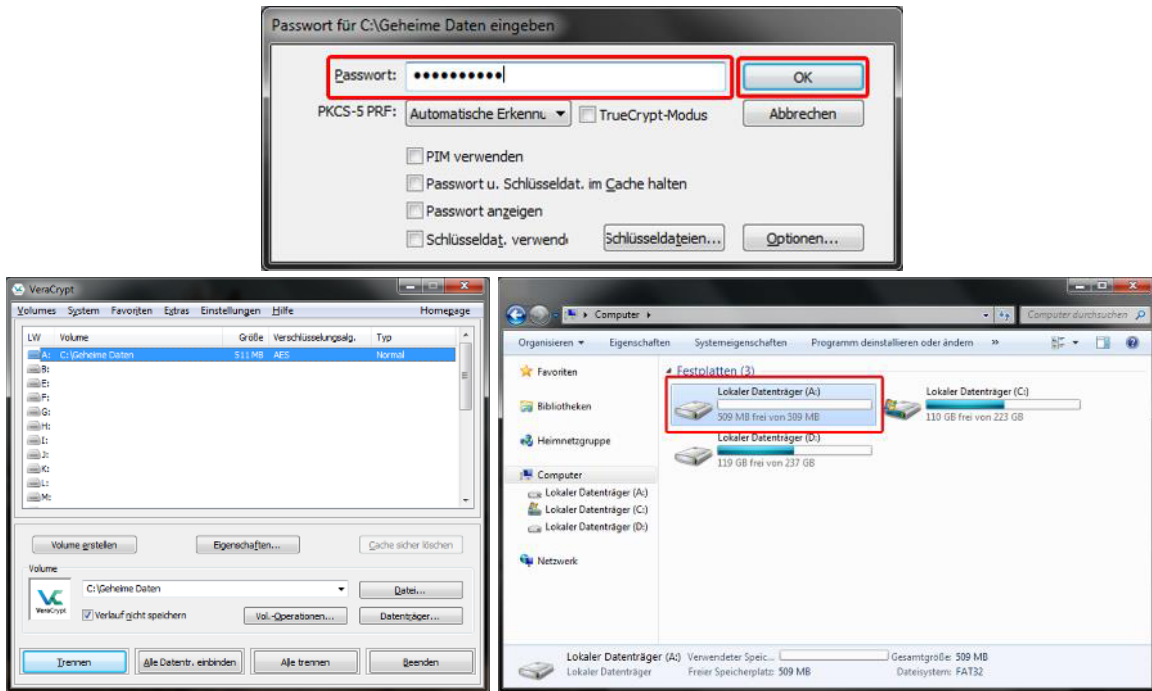 Passwort für C:\Geheime Daten eingeben
Passwort: ●●●●●●●●●●
OK
PKCS-5 PRF: Automatische Erkennu
TrueCrypt-Modus
Abbrechen
PIM verwenden
Passwort u. Schlüsseldat. im Cache halten
Passwort anzeigen
Schlüsseldat. verwend
Schlüsseldateien...
Optionen...
VeraCrypt
Volumes System Favoriten Extras Einstellungen Hilfe Homepage
LW Volume Größe Verschlüsselungsalg. Typ
A: C:\Geheime Daten 511 MB AES Normal
B:
E:
F:
G:
H:
I:
J:
K:
L:
M:
Volume erstellen Eigenschaften... Cache sicher löschen
Volume
C:\Geheime Daten Datei...
VeraCrypt
Verlauf nicht speichern Vol.-Operationen... Datenträger...
Trennen Alle Datentr. einbinden Alle trennen Beenden
Computer
Computer durchsuchen
Organisieren Eigenschaften Systemeigenschaften Programm deinstallieren oder ändern »
Favoriten
Bibliotheken
Heimnetzgruppe
Computer
Lokaler Datenträger (A:)
Lokaler Datenträger (C:)
Lokaler Datenträger (D:)
Netzwerk
Festplatten (3)
Lokaler Datenträger (A:)
509 MB frei von 509 MB
Lokaler Datenträger (C:)
110 GB frei von 223 GB
Lokaler Datenträger (D:)
119 GB frei von 237 GB
Lokaler Datenträger (A:) Verwendeter Speic... Gesamtgröße: 509 MB
Lokaler Datenträger Freier Speicherplatz: 509 MB Dateisystem: FAT32